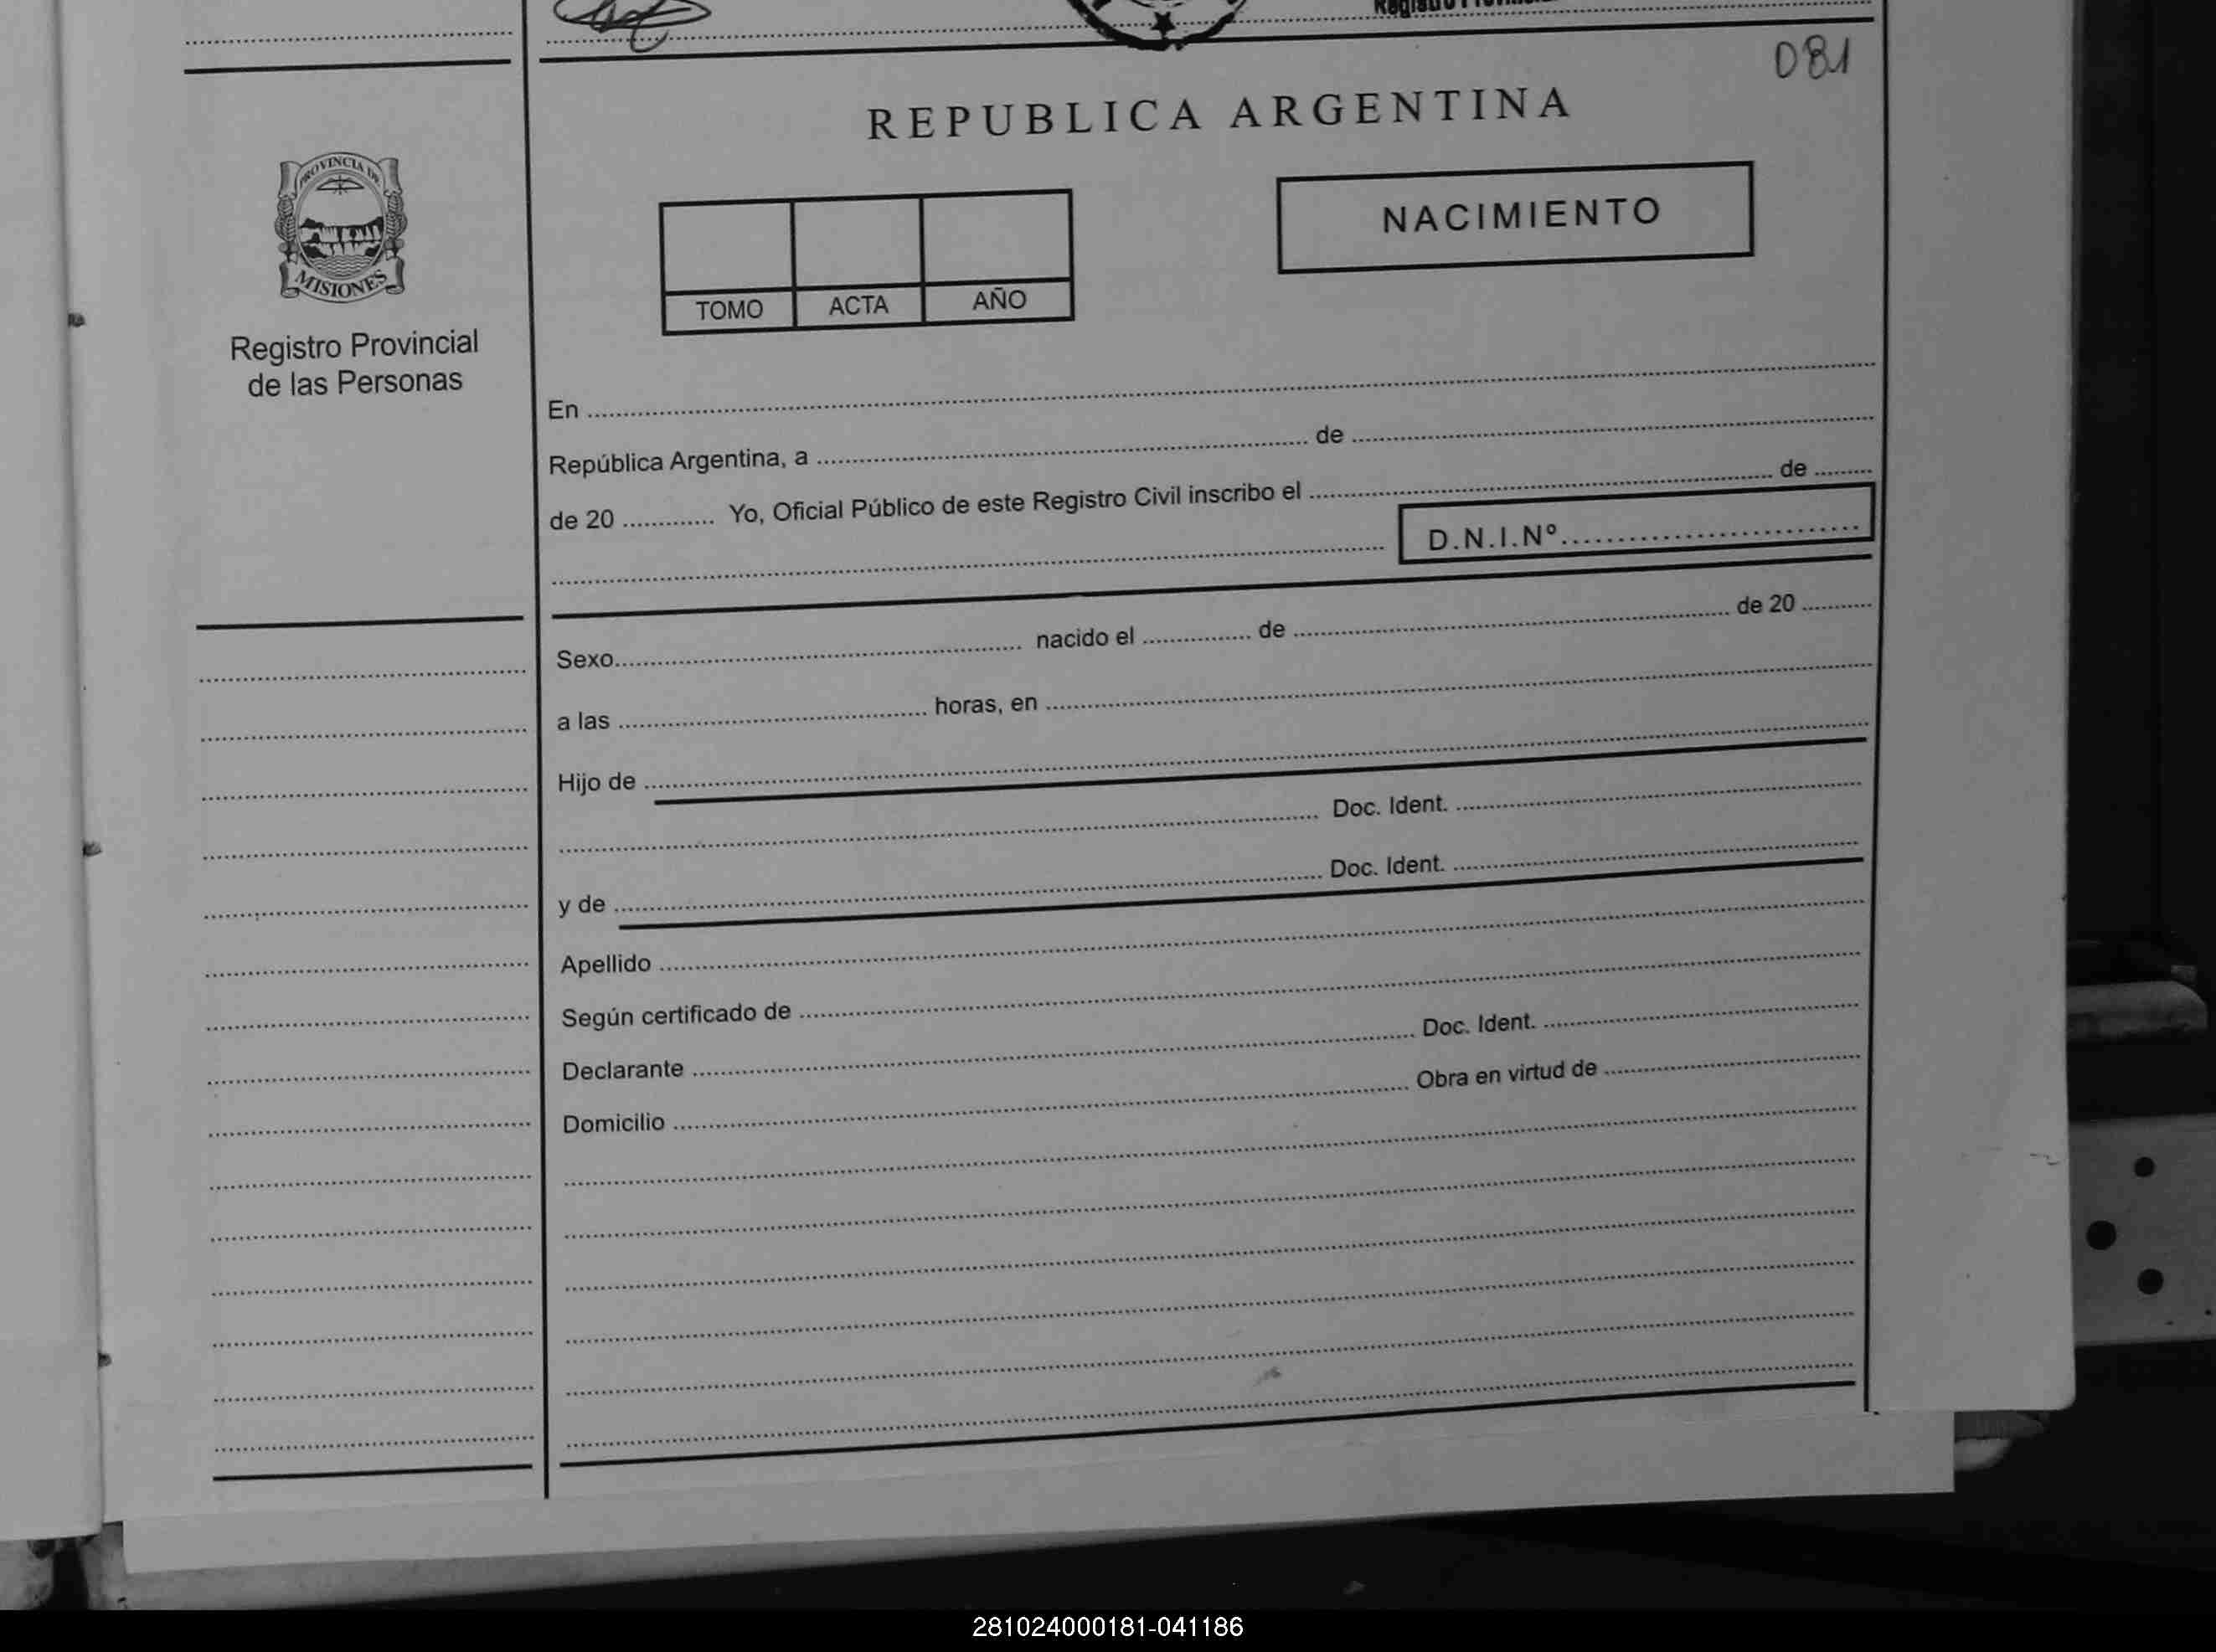 Registro Provincial
081
REPUBLICA ARGENTINA
PROVINCIA DE
MISIONES
Registro Provincial
de las Personas
TOMO ACTA AÑO
NACIMIENTO
En
República Argentina, a de
de 20 Yo, Oficial Público de este Registro Civil inscribo el de
D.N.I.Nº
Sexo nacido el de de 20
a las horas, en
Hijo de
Doc. Ident.
y de Doc. Ident.
Apellido
Según certificado de
Declarante Doc. Ident.
Domicilio Obra en virtud de
281024000181-041186